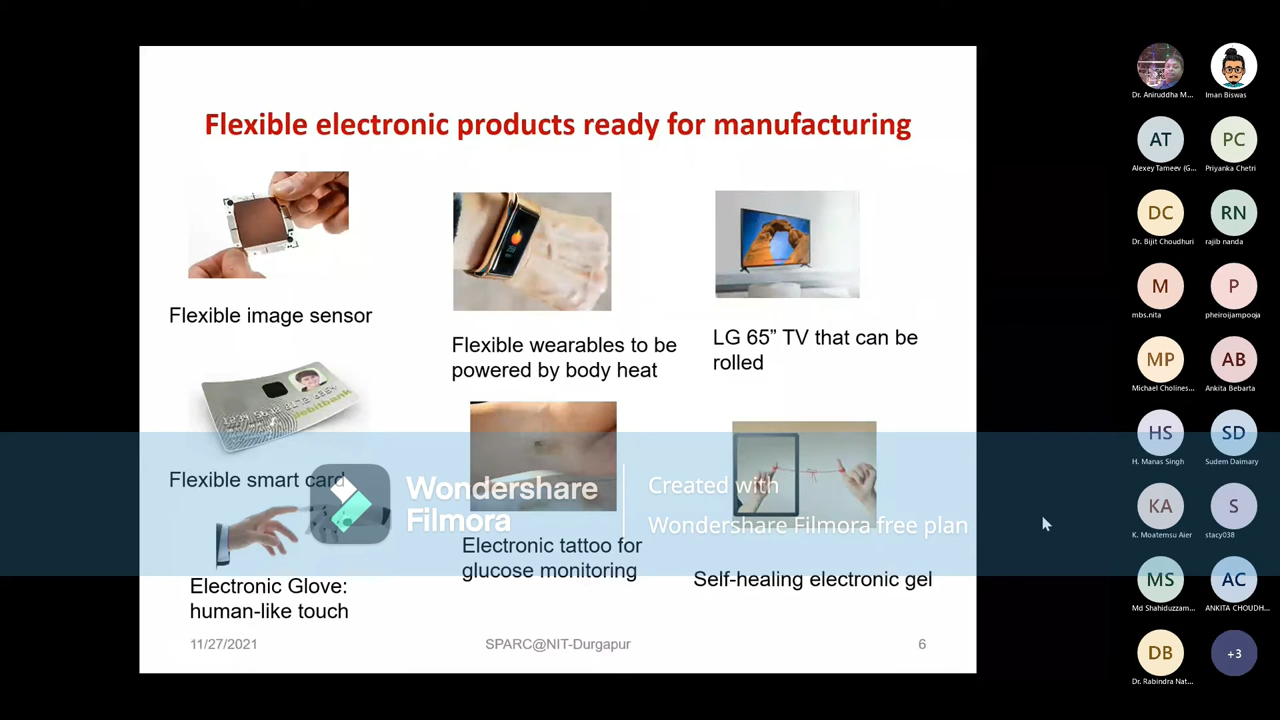 Flexible electronic products ready for manufacturing
Flexible image sensor
Flexible wearables to be
powered by body heat
LG 65” TV that can be
rolled
debitbank
Flexible smart card
Wondershare
Filmora
Created with
Wondershare Filmora free plan
Electronic tattoo for
glucose monitoring
Self-healing electronic gel
Electronic Glove:
human-like touch
11/27/2021
SPARC@NIT-Durgapur
6
Dr. Aniruddha M...
Iman Biswas
AT
PC
Alexey Tameev (G...
Priyanka Chetri
DC
RN
Dr. Bijit Choudhuri
rajib nanda
M
P
mbs.nita
pheiroijampooja
MP
AB
Michael Cholines...
Ankita Bebarta
HS
SD
H. Manas Singh
Sudem Daimary
KA
S
K. Moatemsu Aier
stacy038
MS
AC
Md Shahiduzzam...
ANKITA CHOUDH...
DB
+3
Dr. Rabindra Nat...